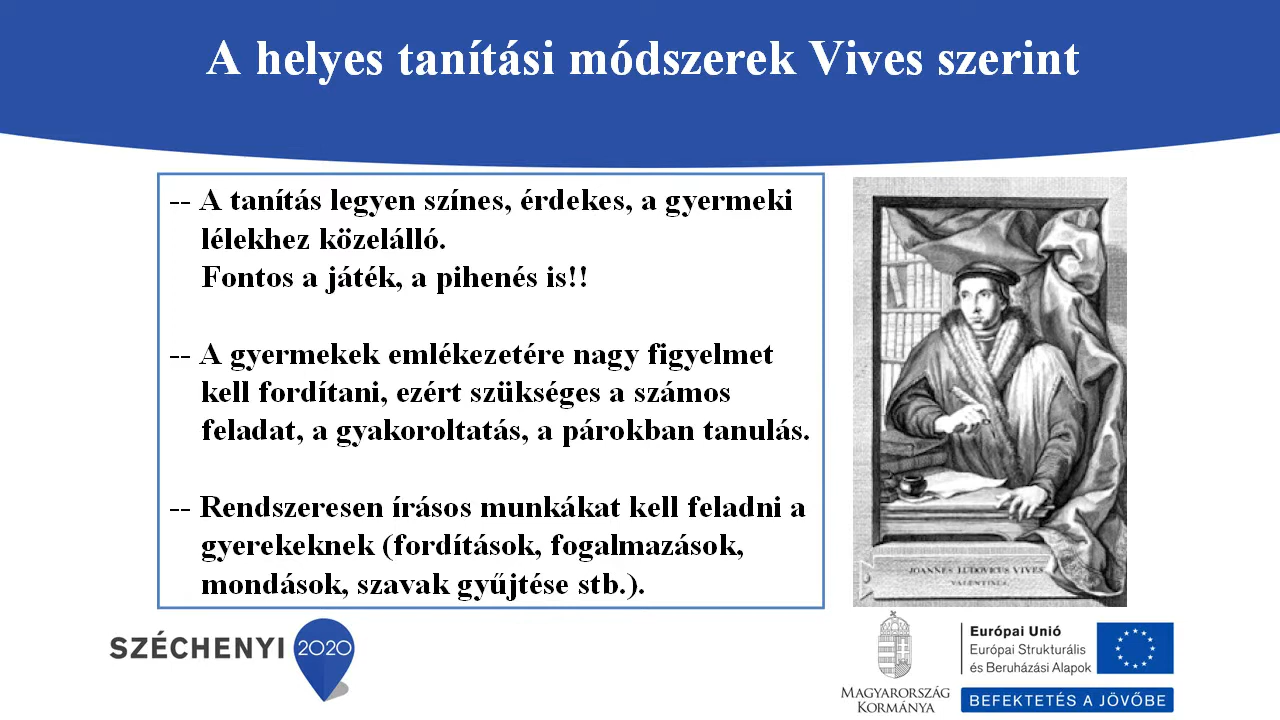 A helyes tanítási módszerek Vives szerint
-- A tanítás legyen színes, érdekes, a gyermeki
lélekhez közelálló.
Fontos a játék, a pihenés is!!
-- A gyermekek emlékezetére nagy figyelmet
kell fordítani, ezért szükséges a számos
feladat, a gyakoroltatás, a párokban tanulás.
-- Rendszeresen írásos munkákat kell feladni a
gyerekeknek (fordítások, fogalmazások,
mondások, szavak gyűjtése stb.).
JOANNES LUDOVICUS VIVES
VALENTINUS.
SZÉCHENYI 2020
MAGYARORSZÁG
KORMÁNYA
Európai Unió
Európai Strukturális
és Beruházási Alapok
BEFEKTETÉS A JÖVŐBE